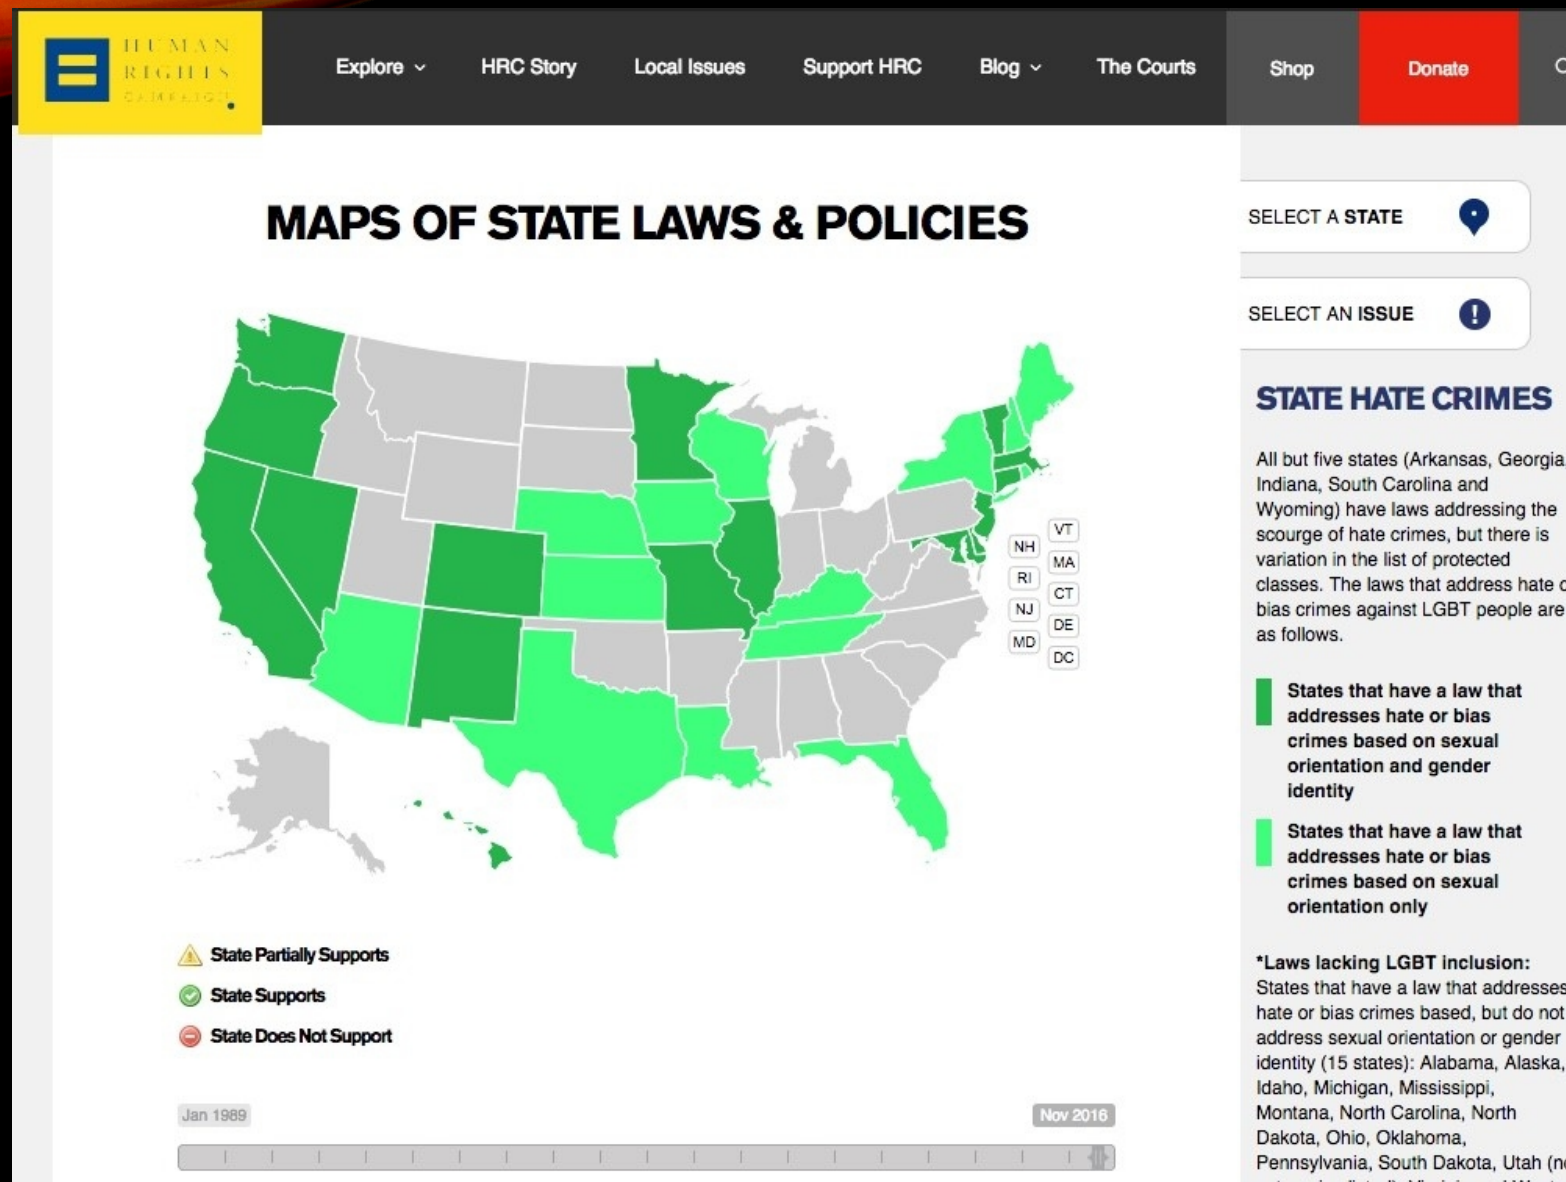 HUMAN
RIGHTS
CAMPAIGN
Explore
HRC Story
Local Issues
Support HRC
Blog
The Courts
Shop
Donate
MAPS OF STATE LAWS & POLICIES
VT
NH
MA
RI
CT
NJ
DE
MD
DC
State Partially Supports
State Supports
State Does Not Support
Jan 1989
Nov 2016
SELECT A STATE
SELECT AN ISSUE
STATE HATE CRIMES
All but five states (Arkansas, Georgia
Indiana, South Carolina and
Wyoming) have laws addressing the
scourge of hate crimes, but there is
variation in the list of protected
classes. The laws that address hate
bias crimes against LGBT people are
as follows.
States that have a law that
addresses hate or bias
crimes based on sexual
orientation and gender
identity
States that have a law that
addresses hate or bias
crimes based on sexual
orientation only
*Laws lacking LGBT inclusion:
States that have a law that addresses
hate or bias crimes based, but do not
address sexual orientation or gender
identity (15 states): Alabama, Alaska,
Idaho, Michigan, Mississippi,
Montana, North Carolina, North
Dakota, Ohio, Oklahoma,
Pennsylvania, South Dakota, Utah